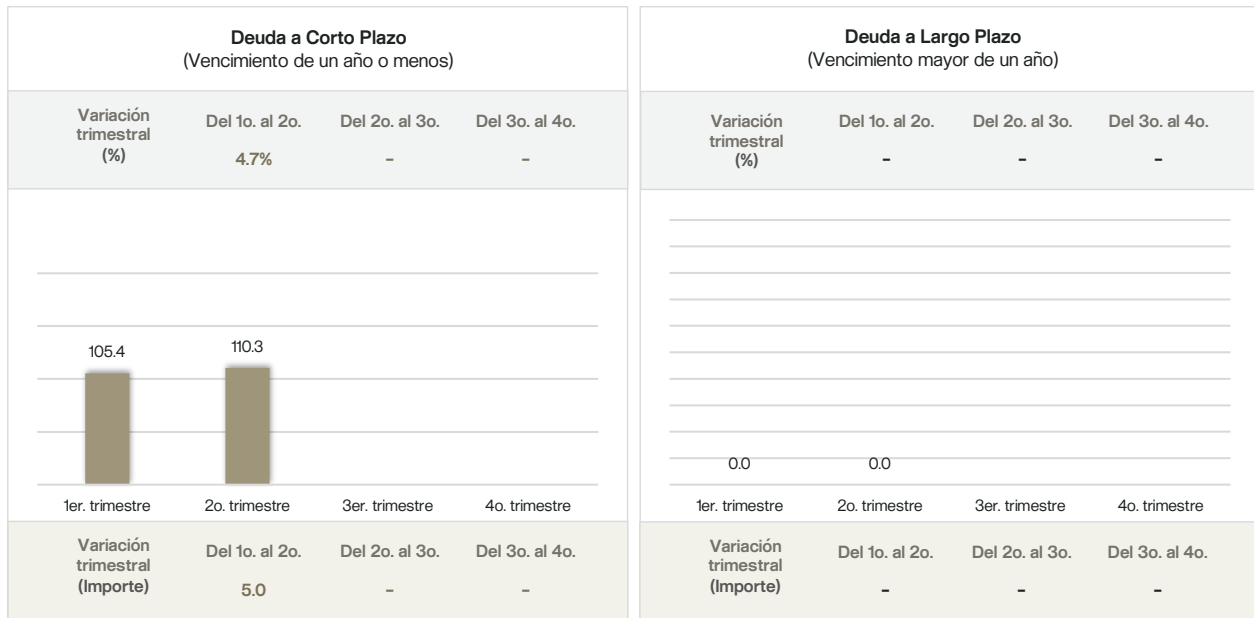 Deuda a Corto Plazo
(Vencimiento de un año o menos)
Variación
trimestral
(%)
Del 1o. al 2o.
Del 2o. al 3o.
Del 3o. al 4o.
4.7%
–
–
105.4
110.3
1er. trimestre
2o. trimestre
3er. trimestre
4o. trimestre
Variación
trimestral
(Importe)
Del 1o. al 2o.
Del 2o. al 3o.
Del 3o. al 4o.
5.0
–
–
Deuda a Largo Plazo
(Vencimiento mayor de un año)
Variación
trimestral
(%)
Del 1o. al 2o.
Del 2o. al 3o.
Del 3o. al 4o.
–
–
–
0.0
0.0
1er. trimestre
2o. trimestre
3er. trimestre
4o. trimestre
Variación
trimestral
(Importe)
Del 1o. al 2o.
Del 2o. al 3o.
Del 3o. al 4o.
–
–
–